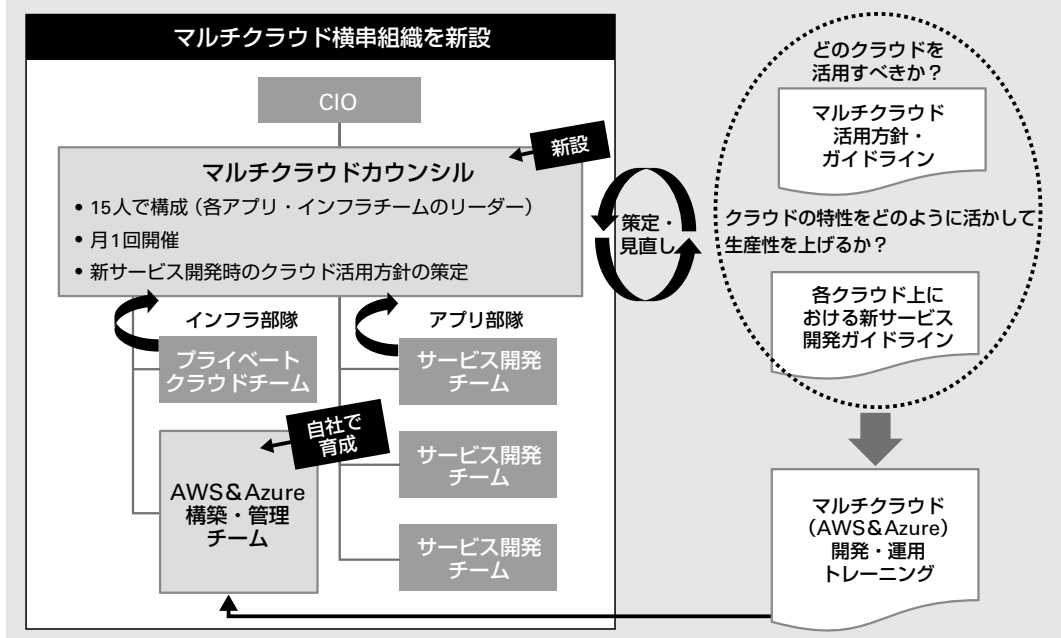 マルチクラウド横串組織を新設
CIO
新設
マルチクラウドカウンシル
• 15人で構成（各アプリ・インフラチームのリーダー）
• 月1回開催
• 新サービス開発時のクラウド活用方針の策定
インフラ部隊
アプリ部隊
プライベート
クラウドチーム
サービス開発
チーム
自社で
育成
AWS&Azure
構築・管理
チーム
サービス開発
チーム
サービス開発
チーム
策定・
見直し
どのクラウドを
活用すべきか？
マルチクラウド
活用方針・
ガイドライン
クラウドの特性をどのように活かして
生産性を上げるか？
各クラウド上に
おける新サービス
開発ガイドライン
マルチクラウド
（AWS&Azure）
開発・運用
トレーニング